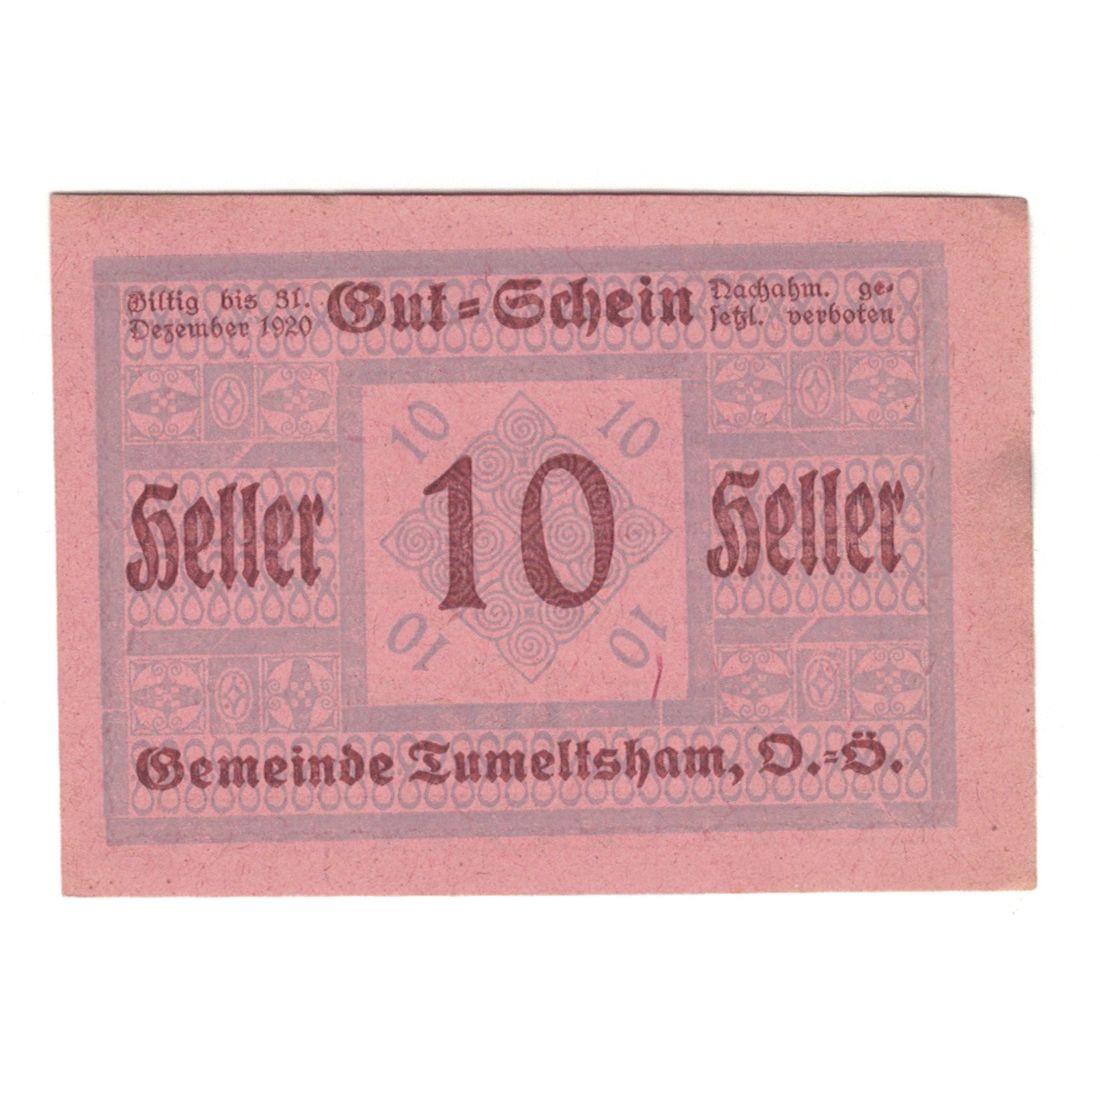 Giltig bis 31.
Dezember 1920
Gut-Schein
Nachahm. ge-
setzl. verboten
10
10
Heller
10
Heller
10
10
Gemeinde Tumeltsham, O.-Ö.